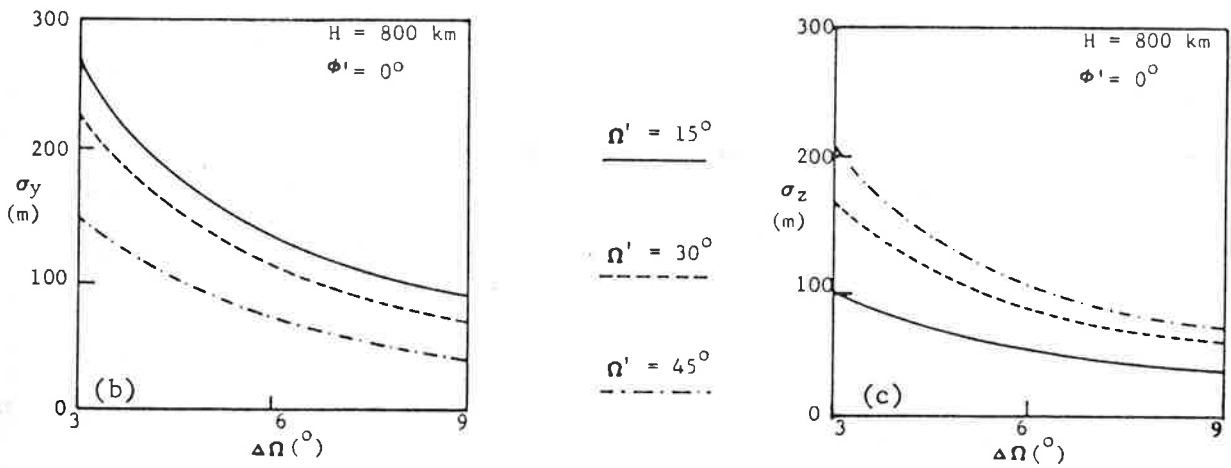 300
H = 800 km
Φ' = 0°
200
σy
(m)
100
(b)
0
3
6
9
ΔΩ(°)
Ω' = 15°
Ω' = 30°
Ω' = 45°
300
H = 800 km
Φ' = 0°
200
σz
(m)
100
(c)
0
3
6
9
ΔΩ(°)